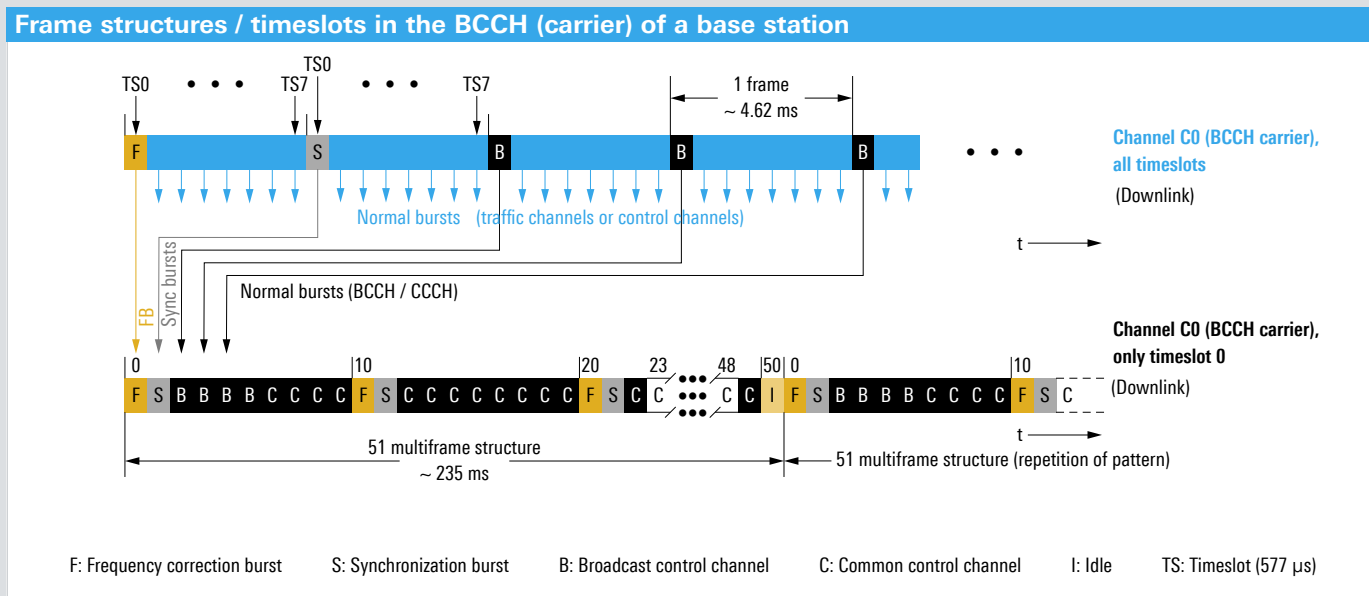 Frame structures / timeslots in the BCCH (carrier) of a base station
TS0
TS0 • • • TS7 • • • TS7
1 frame
~ 4.62 ms
F S B B B • • •
Channel C0 (BCCH carrier),
all timeslots
(Downlink)
Normal bursts (traffic channels or control channels)
t
FB
Sync bursts
Normal bursts (BCCH / CCCH)
Channel C0 (BCCH carrier),
only timeslot 0
(Downlink)
0 10 20 23 ••• 48 50 0 10
F S B B B B C C C C F S C C C C C C C C F S C C C ••• C C I F S B B B B C C C C F S C
•••
t
51 multiframe structure
~ 235 ms
51 multiframe structure (repetition of pattern)
F: Frequency correction burst S: Synchronization burst B: Broadcast control channel C: Common control channel I: Idle TS: Timeslot (577 µs)